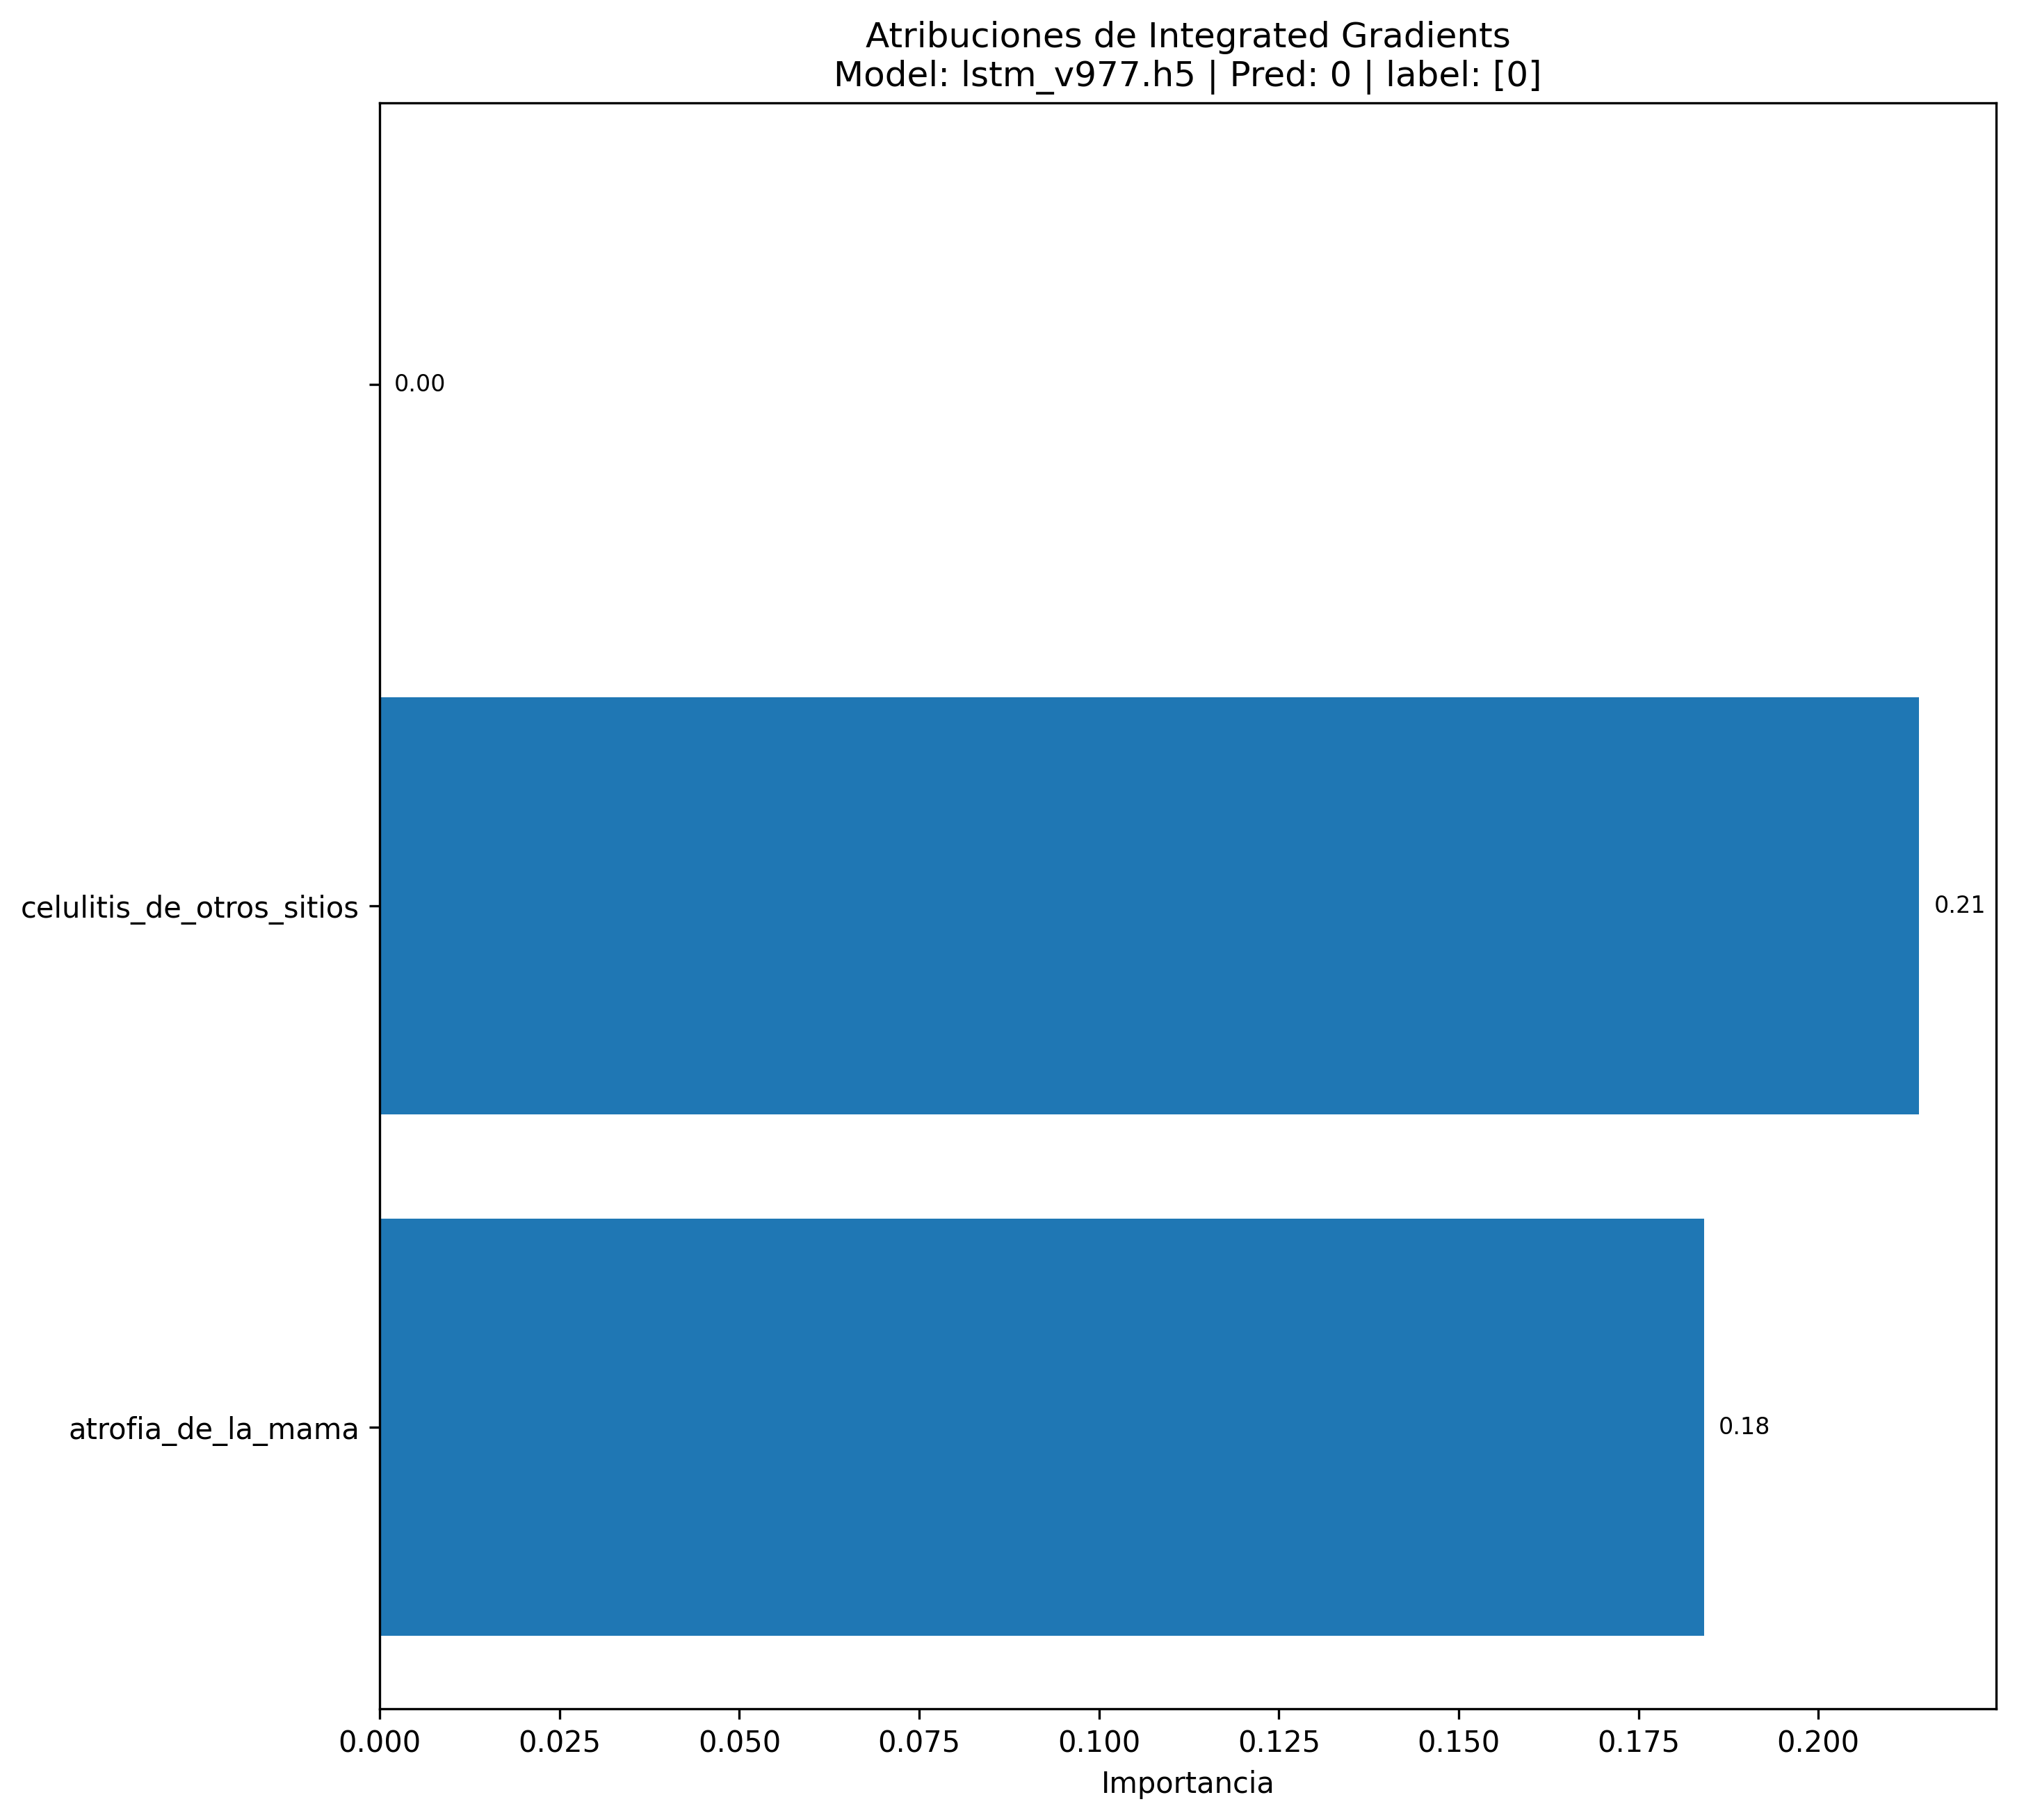 Atribuciones de Integrated Gradients
Model: lstm_v977.h5 | Pred: 0 | label: [0]
0.00
celulitis_de_otros_sitios
0.21
atrofia_de_la_mama
0.18
0.000 0.025 0.050 0.075 0.100 0.125 0.150 0.175 0.200
Importancia